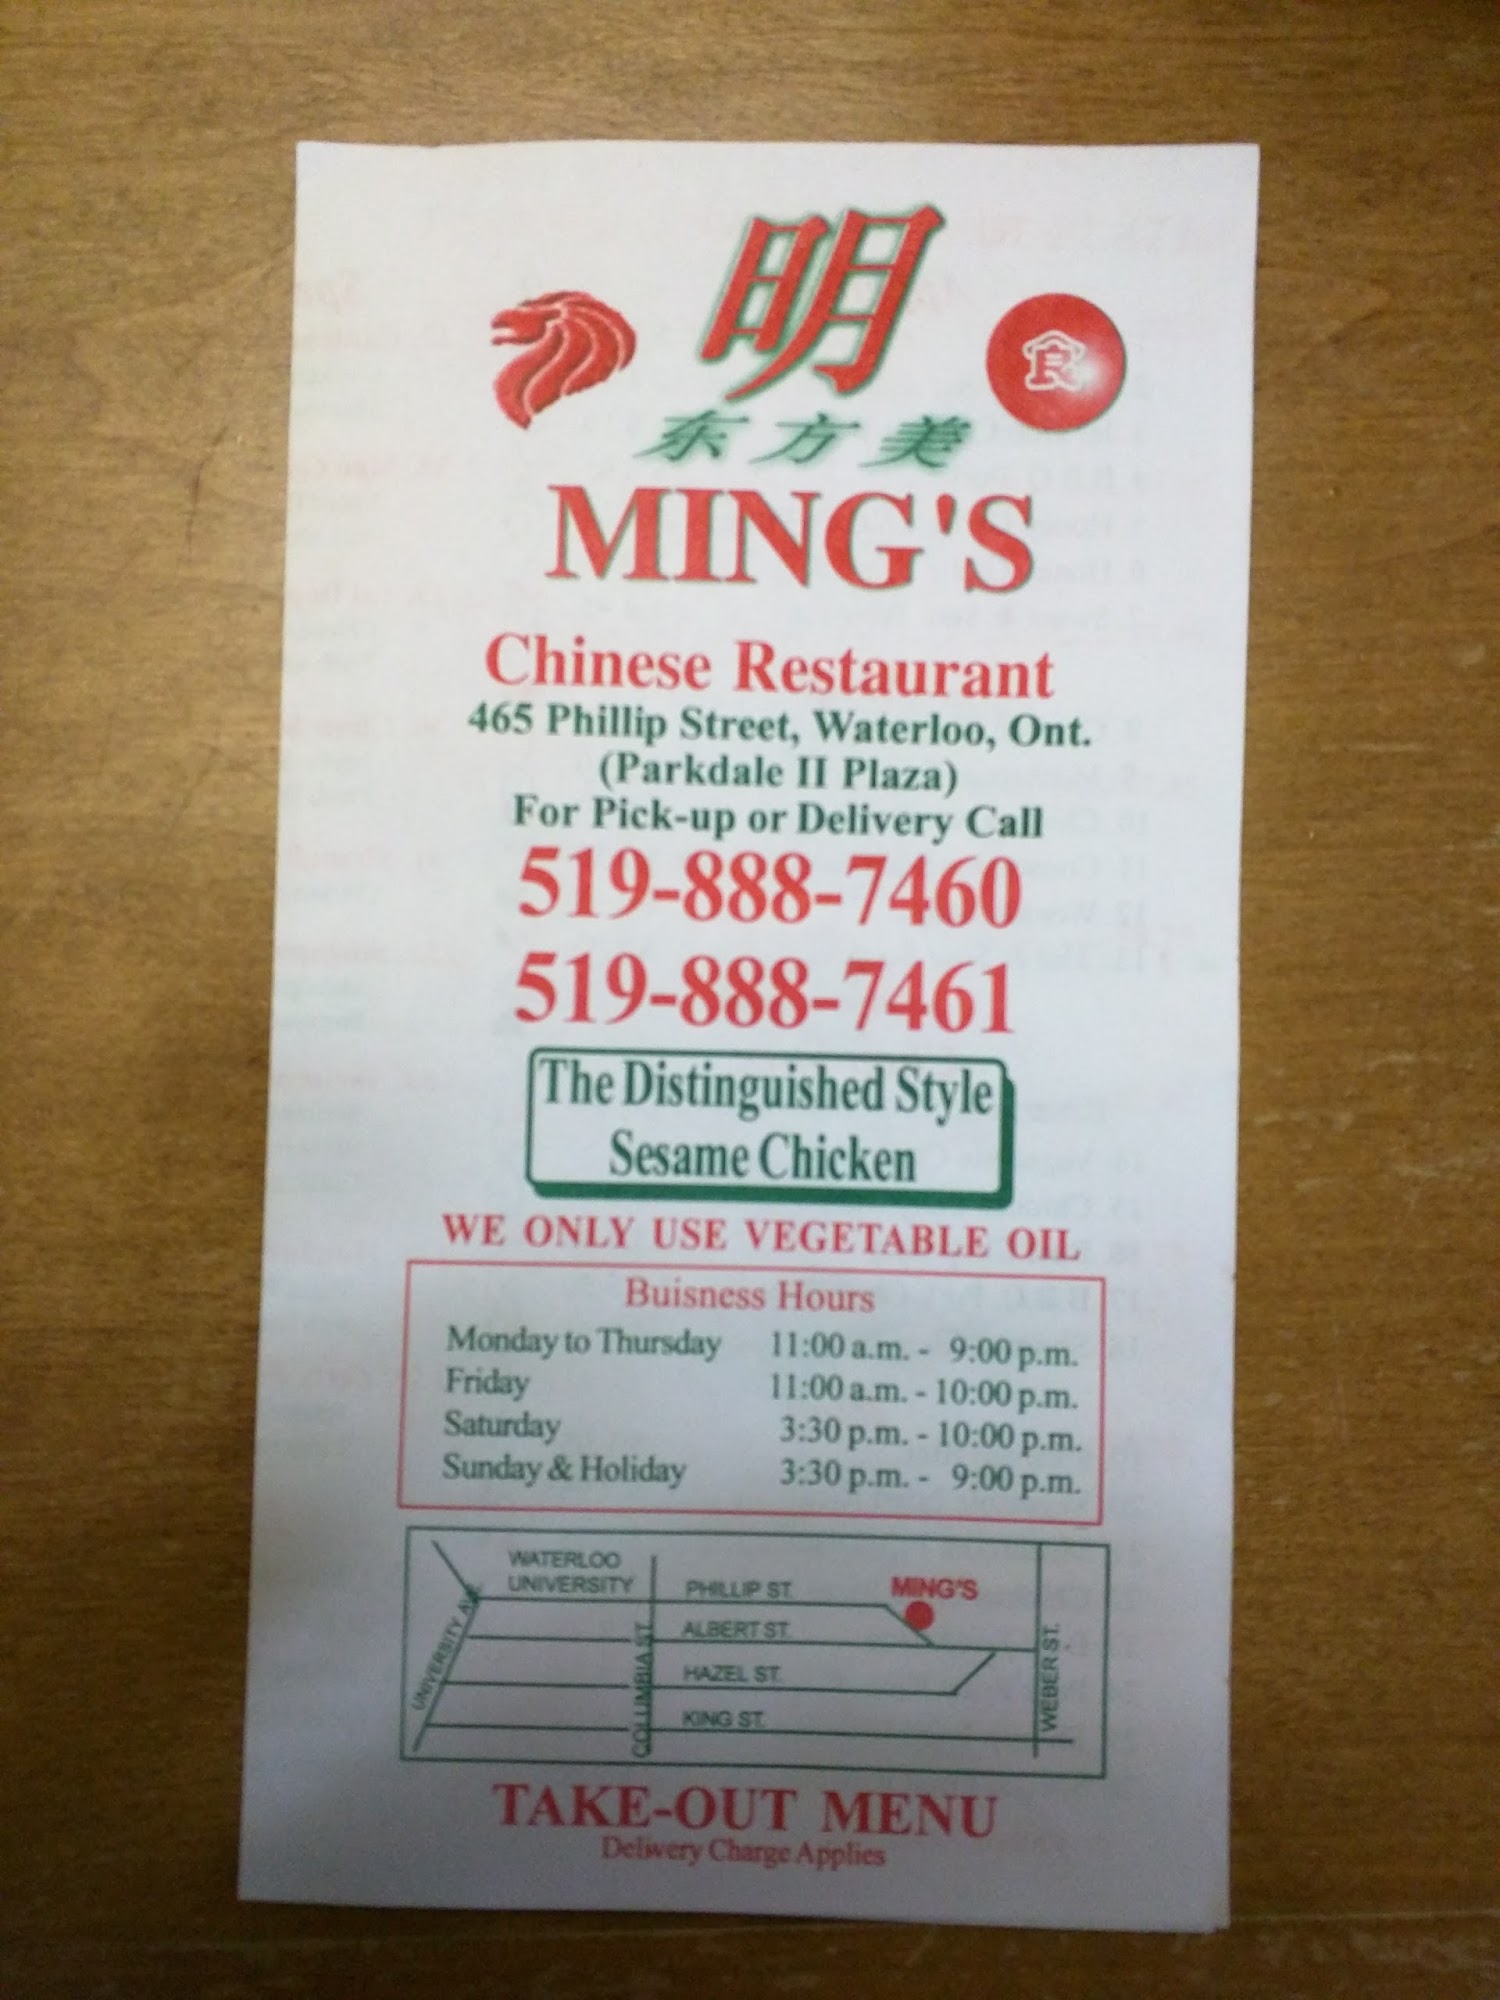 明
食
东方美
MING'S
Chinese Restaurant
465 Phillip Street, Waterloo, Ont.
(Parkdale II Plaza)
For Pick-up or Delivery Call
519-888-7460
519-888-7461
The Distinguished Style
Sesame Chicken
WE ONLY USE VEGETABLE OIL
Buisness Hours
Monday to Thursday 11:00 a.m. - 9:00 p.m.
Friday 11:00 a.m. - 10:00 p.m.
Saturday 3:30 p.m. - 10:00 p.m.
Sunday & Holiday 3:30 p.m. - 9:00 p.m.
WATERLOO
UNIVERSITY
PHILLIP ST.
MING'S
ALBERT ST.
HAZEL ST.
KING ST.
UNIVERSITY AVE
COLUMBIA ST.
WEBER ST.
TAKE-OUT MENU
Delivery Charge Applies